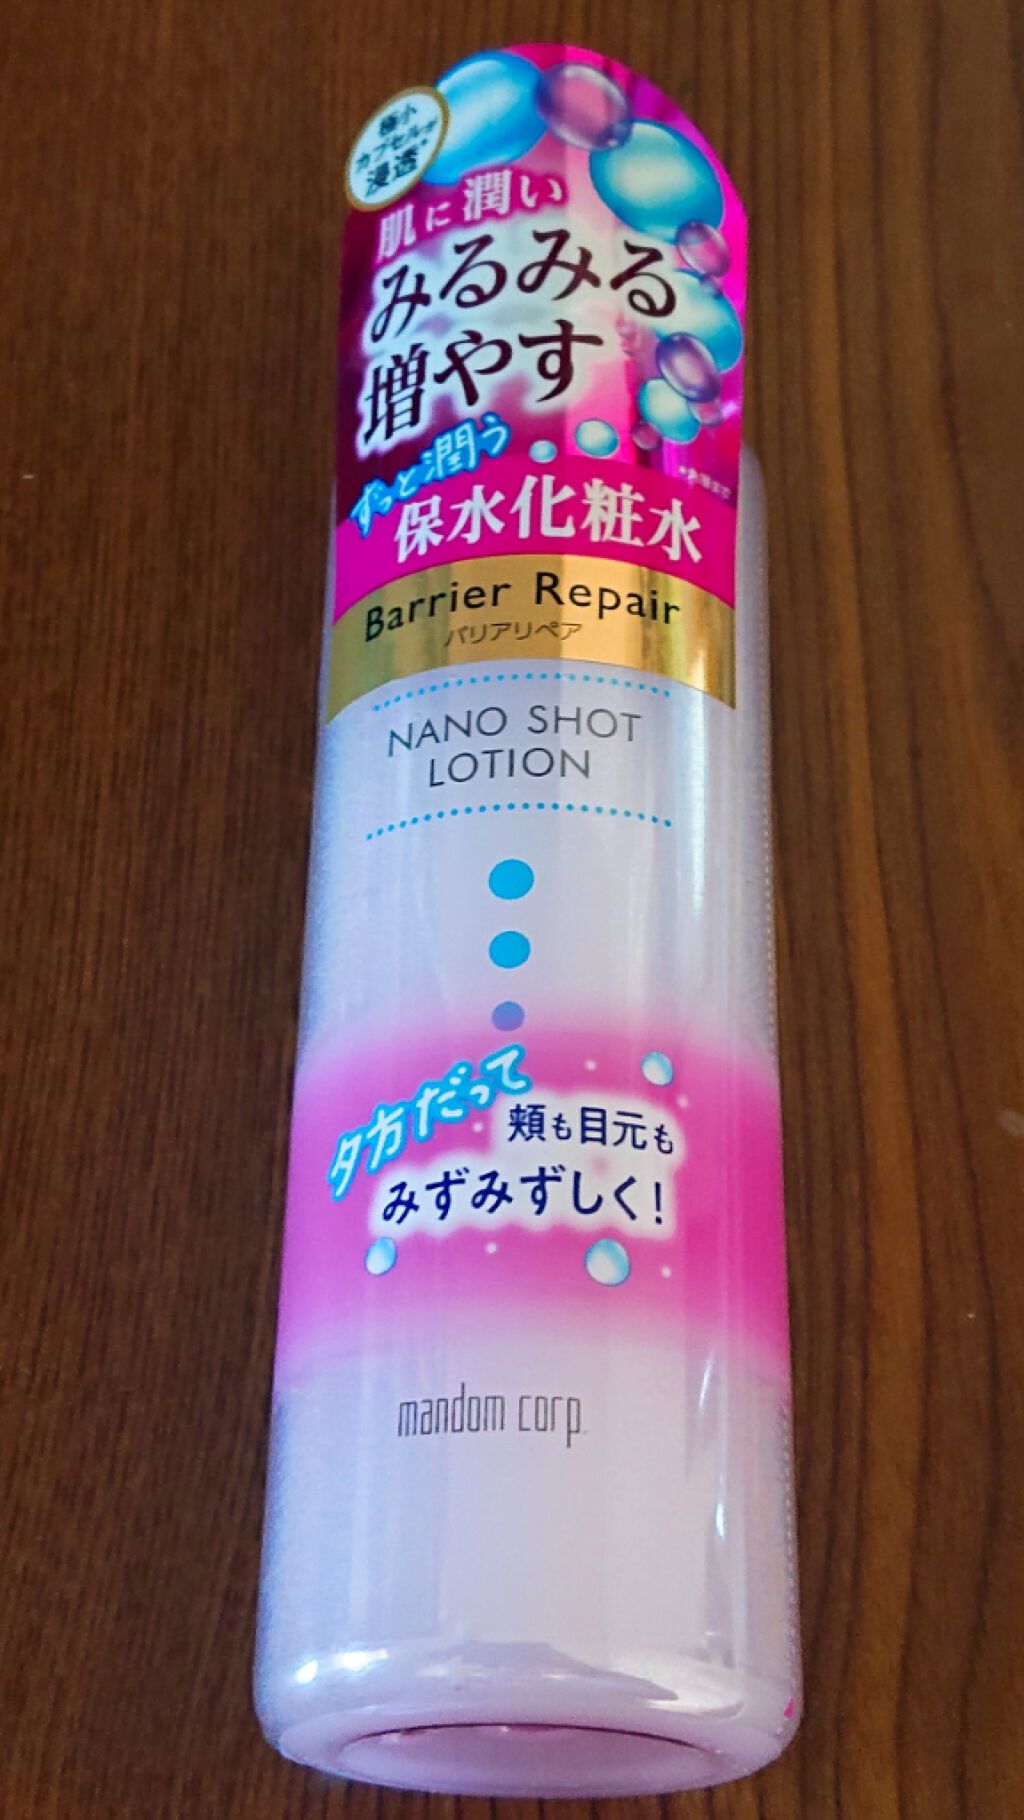 極小
カプセルが
浸透*
肌に潤い
みるみる
増やす
ずっと潤う
保水化粧水
Barrier Repair
バリアリペア
NANO SHOT
LOTION
夕方だって
頬も目元も
みずみずしく!
mandom corp.